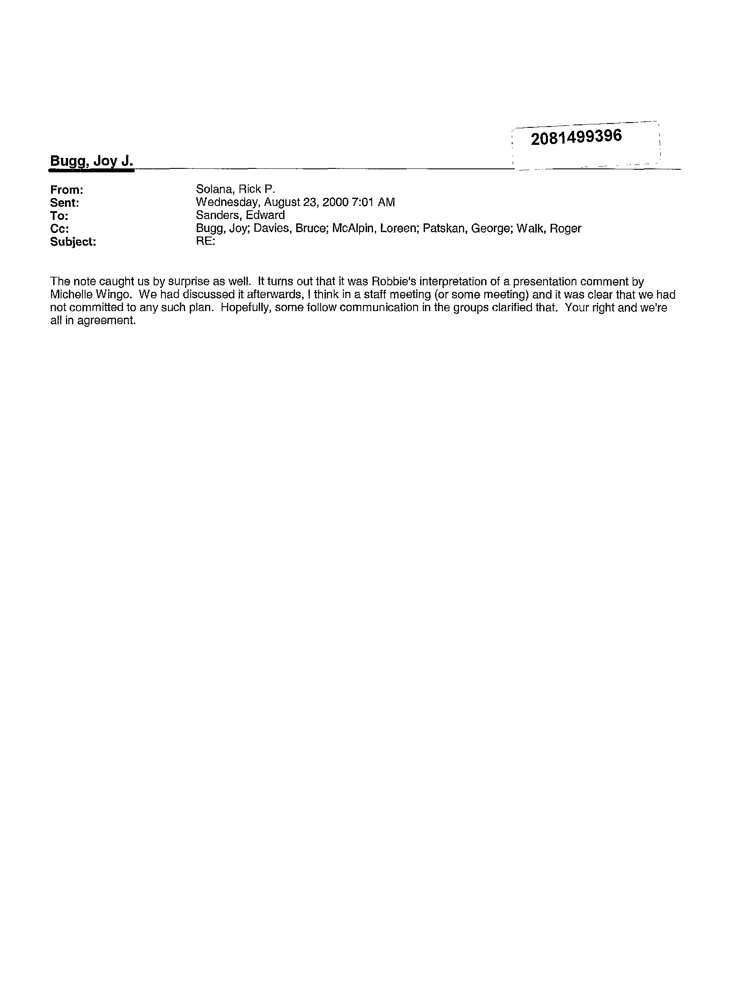 2081499396
Bugg, Joy J.
From: Solana, Rick P.
Sent: Wednesday, August 23, 2000 7:01 AM
To: Sanders, Edward
Cc: Bugg, Joy; Davies, Bruce; McAlpin, Loreen; Patskan, George; Walk, Roger
Subject: RE:
The note caught us by surprise as well. It turns out that it was Robbie's interpretation of a presentation comment by
Michelle Wingo. We had discussed it afterwards, I think in a staff meeting (or some meeting) and it was clear that we had
not committed to any such plan. Hopefully, some follow communication in the groups clarified that. Your right and we're
all in agreement.